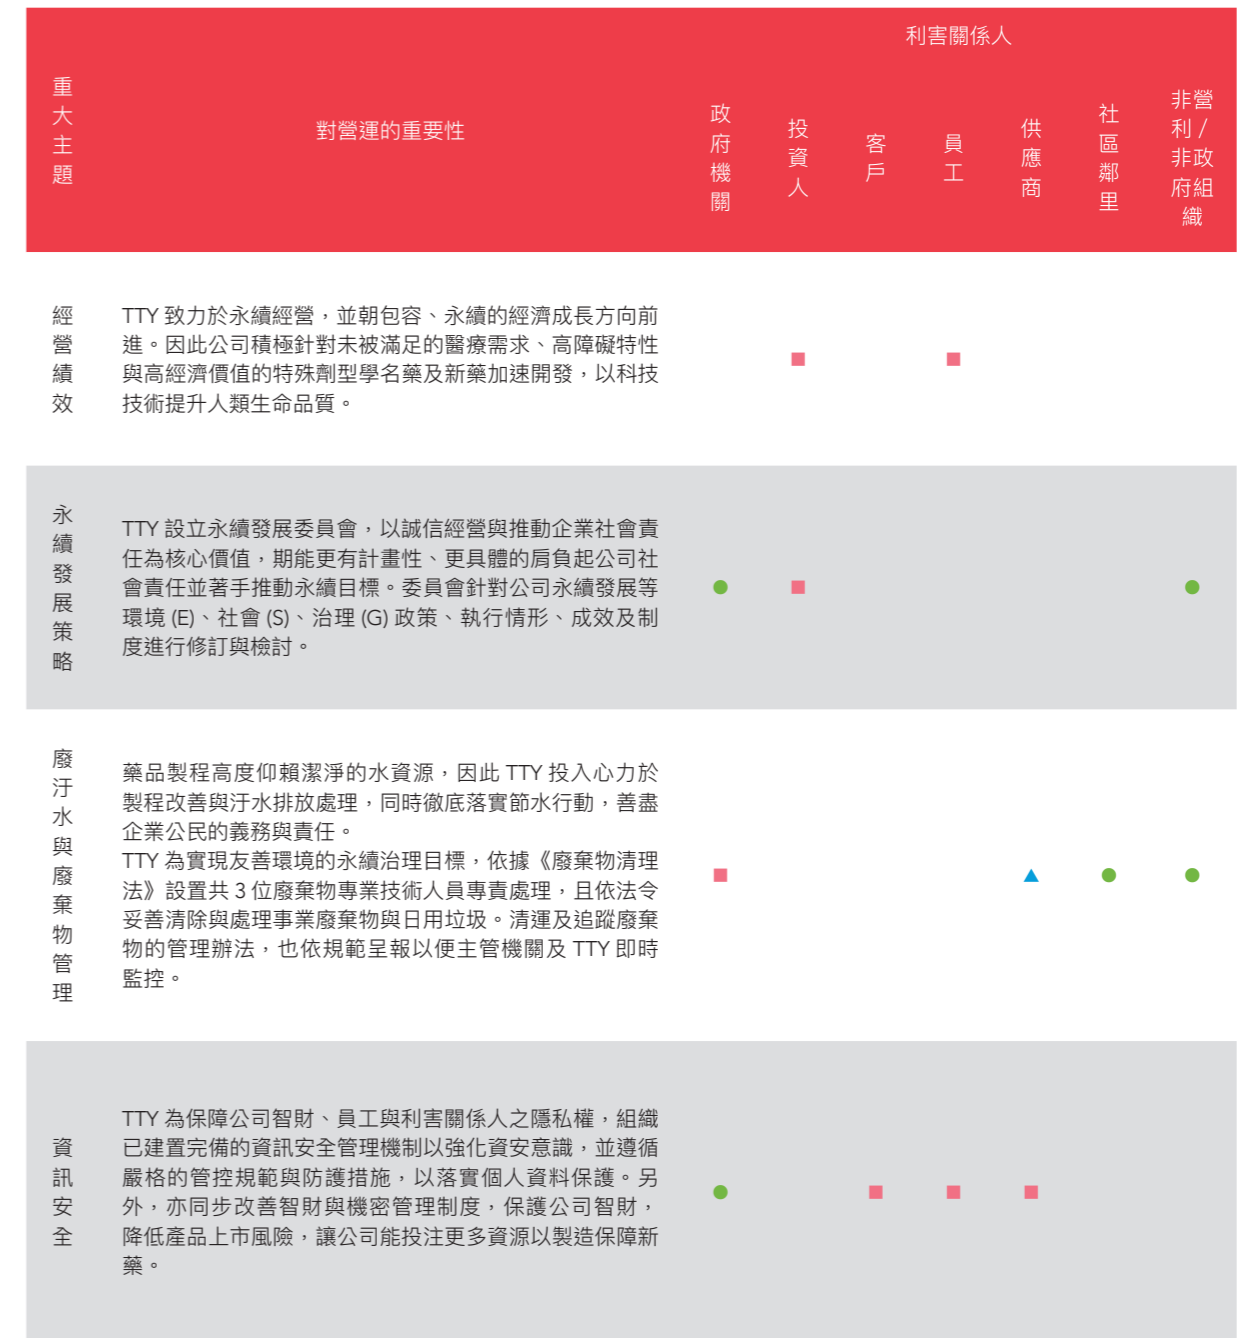 利害關係人
重大主題
對營運的重要性
政府機關
投資人
客戶
員工
供應商
社區鄰里
非營利／非政府組織
經營績效
TTY 致力於永續經營，並朝包容、永續的經濟成長方向前
進。因此公司積極針對未被滿足的醫療需求、高障礙特性
與高經濟價值的特殊劑型學名藥及新藥加速開發，以科技
技術提升人類生命品質。
永續發展策略
TTY 設立永續發展委員會，以誠信經營與推動企業社會責
任為核心價值，期能更有計畫性、更具體的肩負起公司社
會責任並著手推動永續目標。委員會針對公司永續發展等
環境 (E)、社會 (S)、治理 (G) 政策、執行情形、成效及制
度進行修訂與檢討。
廢汙水與廢棄物管理
藥品製程高度仰賴潔淨的水資源，因此 TTY 投入心力於
製程改善與汙水排放處理，同時徹底落實節水行動，善盡
企業公民的義務與責任。
TTY 為實現友善環境的永續治理目標，依據《廢棄物清理
法》設置共 3 位廢棄物專業技術人員專責處理，且依法令
妥善清除與處理事業廢棄物與日用垃圾。清運及追蹤廢棄
物的管理辦法，也依規範呈報以便主管機關及 TTY 即時
監控。
資訊安全
TTY 為保障公司智財、員工與利害關係人之隱私權，組織
已建置完備的資訊安全管理機制以強化資安意識，並遵循
嚴格的管控規範與防護措施，以落實個人資料保護。另
外，亦同步改善智財與機密管理制度，保護公司智財，
降低產品上市風險，讓公司能投注更多資源以製造保障新
藥。